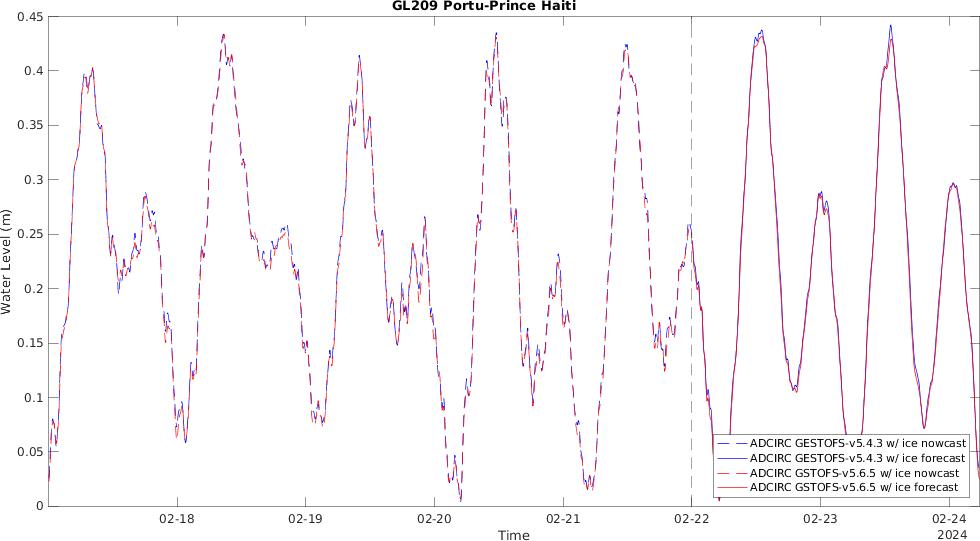 GL209 Portu-Prince Haiti
0.45
0.4
0.35
0.3
0.25
0.2
0.15
0.1
0.05
0
Water Level (m)
02-18
02-19
02-20
02-21
02-22
02-23
02-24
2024
Time
ADCIRC GESTOFS-v5.4.3 w/ ice nowcast
ADCIRC GESTOFS-v5.4.3 w/ ice forecast
ADCIRC GSTOFS-v5.6.5 w/ ice nowcast
ADCIRC GSTOFS-v5.6.5 w/ ice forecast